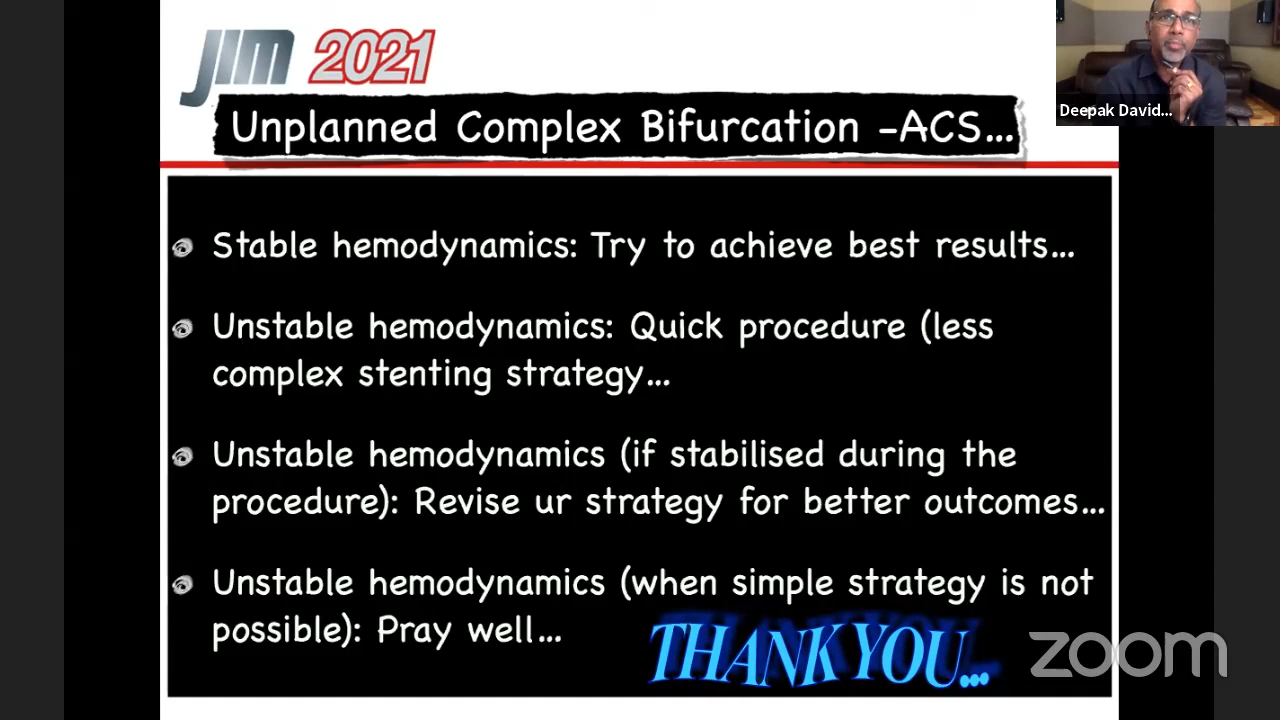 JIM 2021
Deepak David...
Unplanned Complex Bifurcation -ACS...
Stable hemodynamics: Try to achieve best results...
Unstable hemodynamics: Quick procedure (less
complex stenting strategy...
Unstable hemodynamics (if stabilised during the
procedure): Revise ur strategy for better outcomes...
Unstable hemodynamics (when simple strategy is not
possible): Pray well...
THANK YOU...
zoom